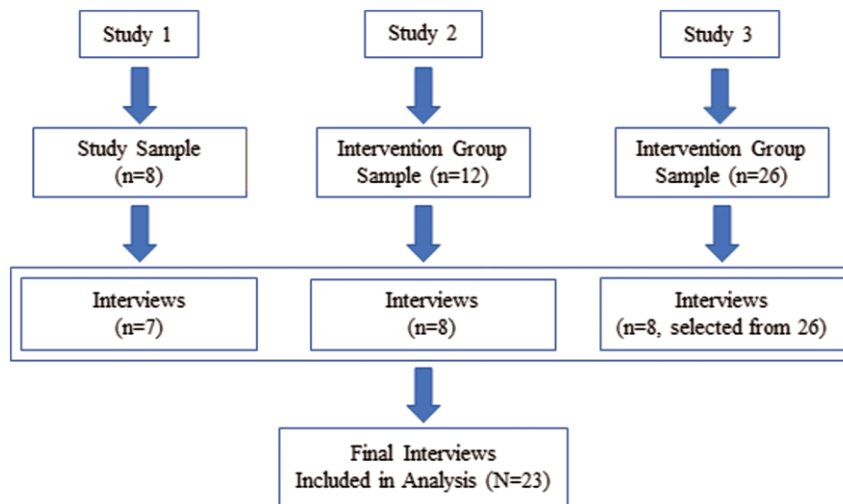 Study 1
Study 2
Study 3
Study Sample
(n=8)
Intervention Group
Sample (n=12)
Intervention Group
Sample (n=26)
Interviews
(n=7)
Interviews
(n=8)
Interviews
(n=8, selected from 26)
Final Interviews
Included in Analysis (N=23)